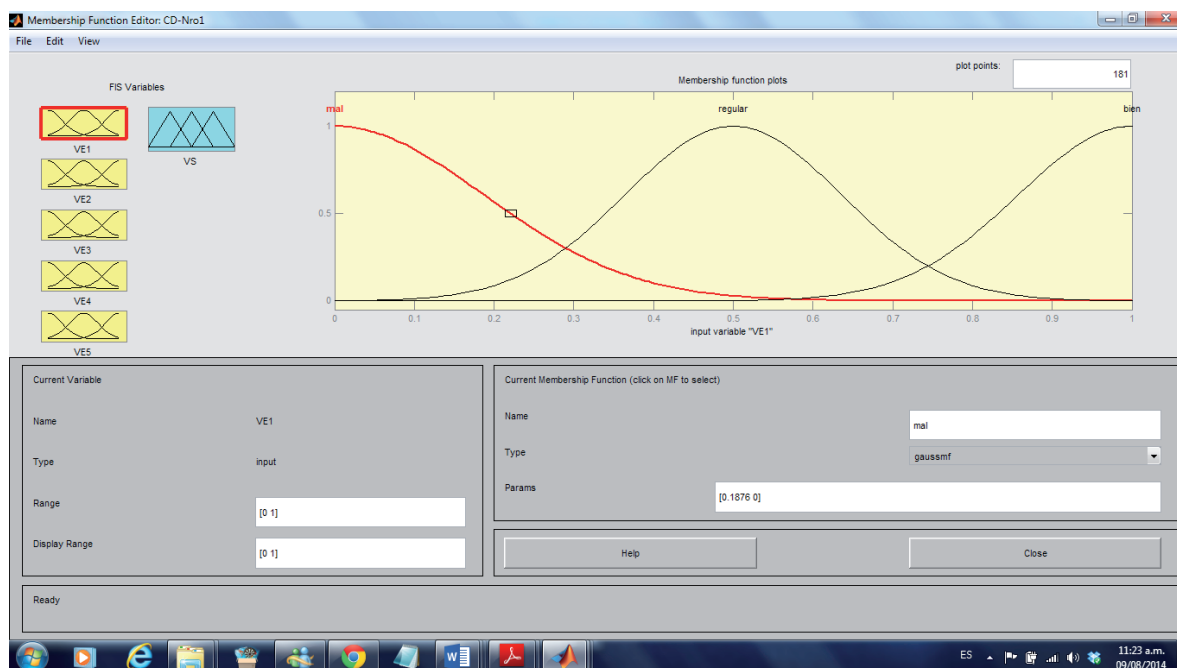 Membership Function Editor: CD-Nro1
File Edit View
FIS Variables
VE1
VE2
VE3
VE4
VE5
VS
plot points:
181
Membership function plots
mal
regular
bien
1
0.5
0
0 0.1 0.2 0.3 0.4 0.5 0.6 0.7 0.8 0.9 1
input variable "VE1"
Current Variable
Name VE1
Type input
Range [0 1]
Display Range [0 1]
Current Membership Function (click on MF to select)
Name mal
Type gaussmf
Params [0.1876 0]
Help
Close
Ready
ES
11:23 a.m.
09/08/2014